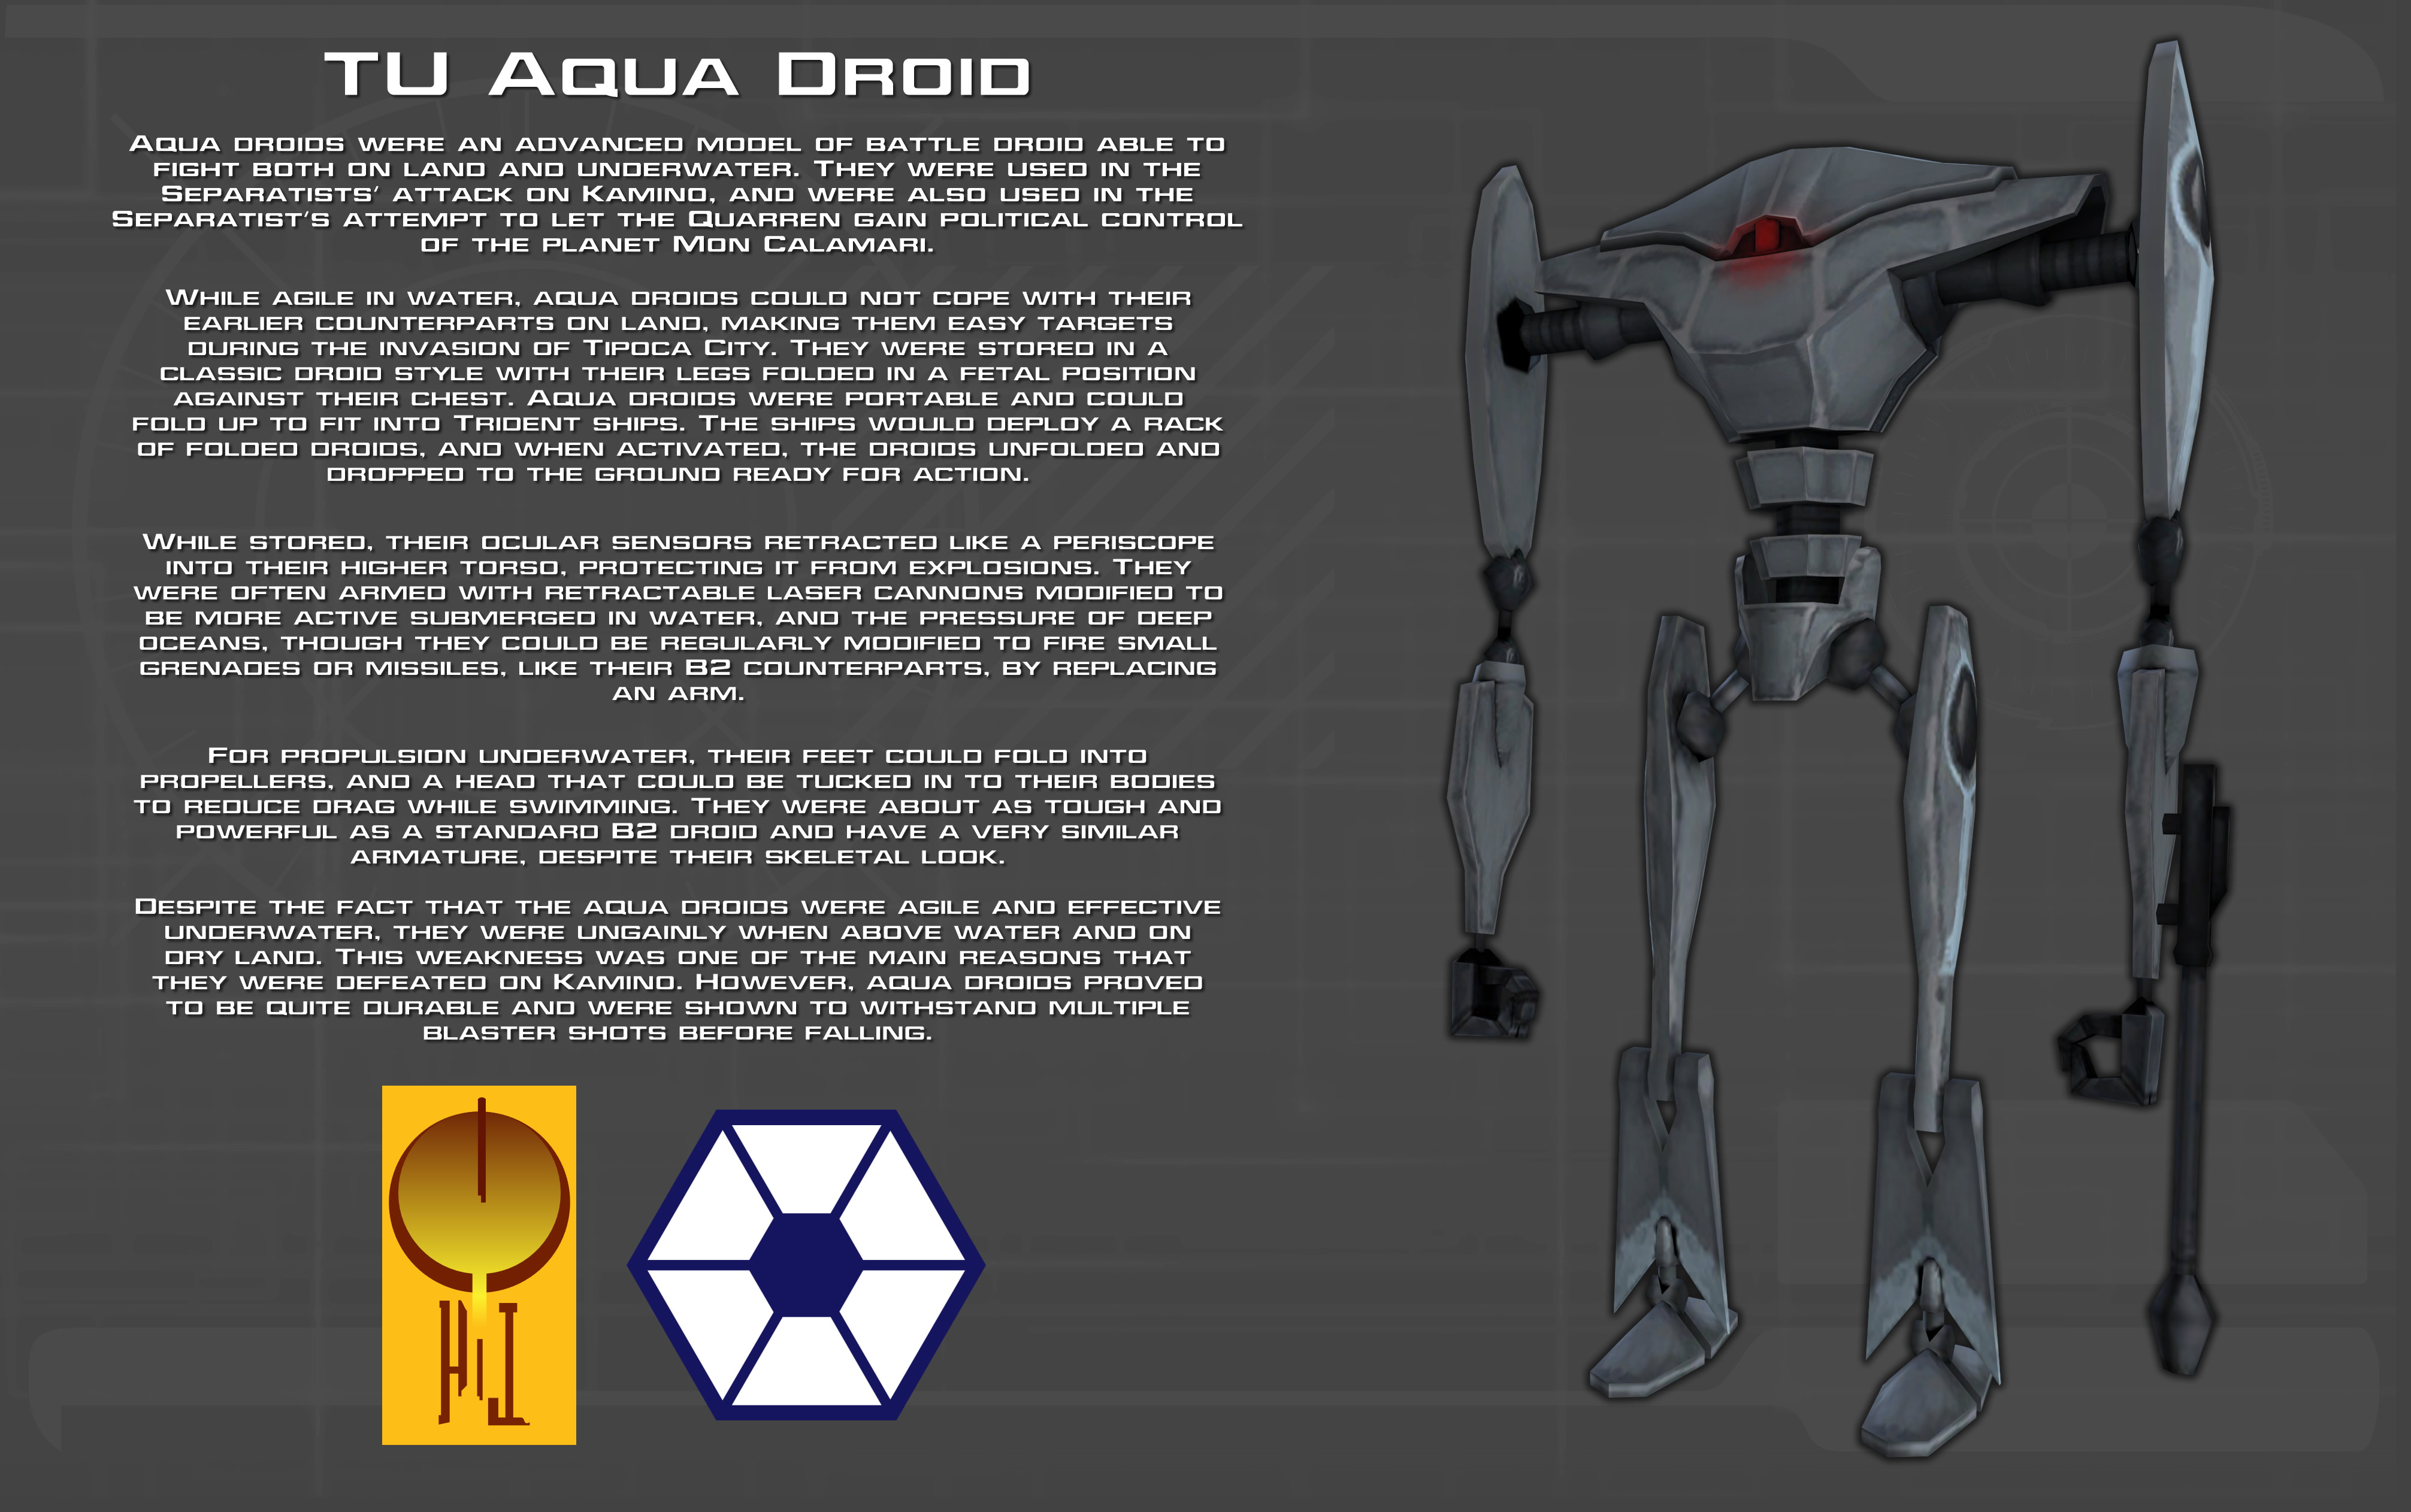 TU Aqua Droid
Aqua droids were an advanced model of battle droid able to
fight both on land and underwater. They were used in the
Separatists' attack on Kamino, and were also used in the
Separatist's attempt to let the Quarren gain political control
of the planet Mon Calamari.
While agile in water, aqua droids could not cope with their
earlier counterparts on land, making them easy targets
during the invasion of Tipoca City. They were stored in a
classic droid style with their legs folded in a fetal position
against their chest. Aqua droids were portable and could
fold up to fit into Trident ships. The ships would deploy a rack
of folded droids, and when activated, the droids unfolded and
dropped to the ground ready for action.
While stored, their ocular sensors retracted like a periscope
into their higher torso, protecting it from explosions. They
were often armed with retractable laser cannons modified to
be more active submerged in water, and the pressure of deep
oceans, though they could be regularly modified to fire small
grenades or missiles, like their B2 counterparts, by replacing
an arm.
For propulsion underwater, their feet could fold into
propellers, and a head that could be tucked in to their bodies
to reduce drag while swimming. They were about as tough and
powerful as a standard B2 droid and have a very similar
armature, despite their skeletal look.
Despite the fact that the aqua droids were agile and effective
underwater, they were ungainly when above water and on
dry land. This weakness was one of the main reasons that
they were defeated on Kamino. However, aqua droids proved
to be quite durable and were shown to withstand multiple
blaster shots before falling.